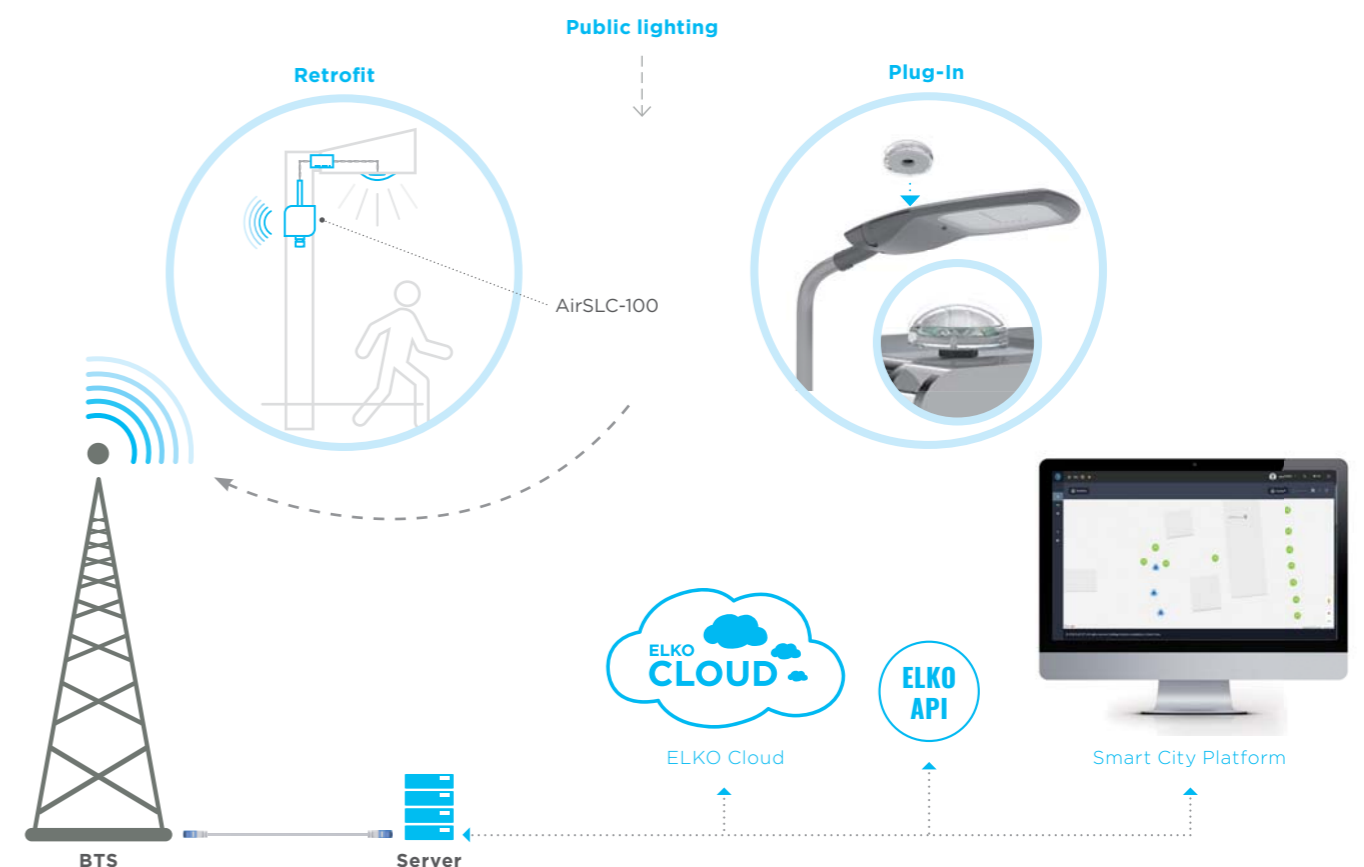 Public lighting
Retrofit
Plug-In
AirSLC-100
ELKO
CLOUD
ELKO
API
ELKO Cloud
Smart City Platform
BTS
Server